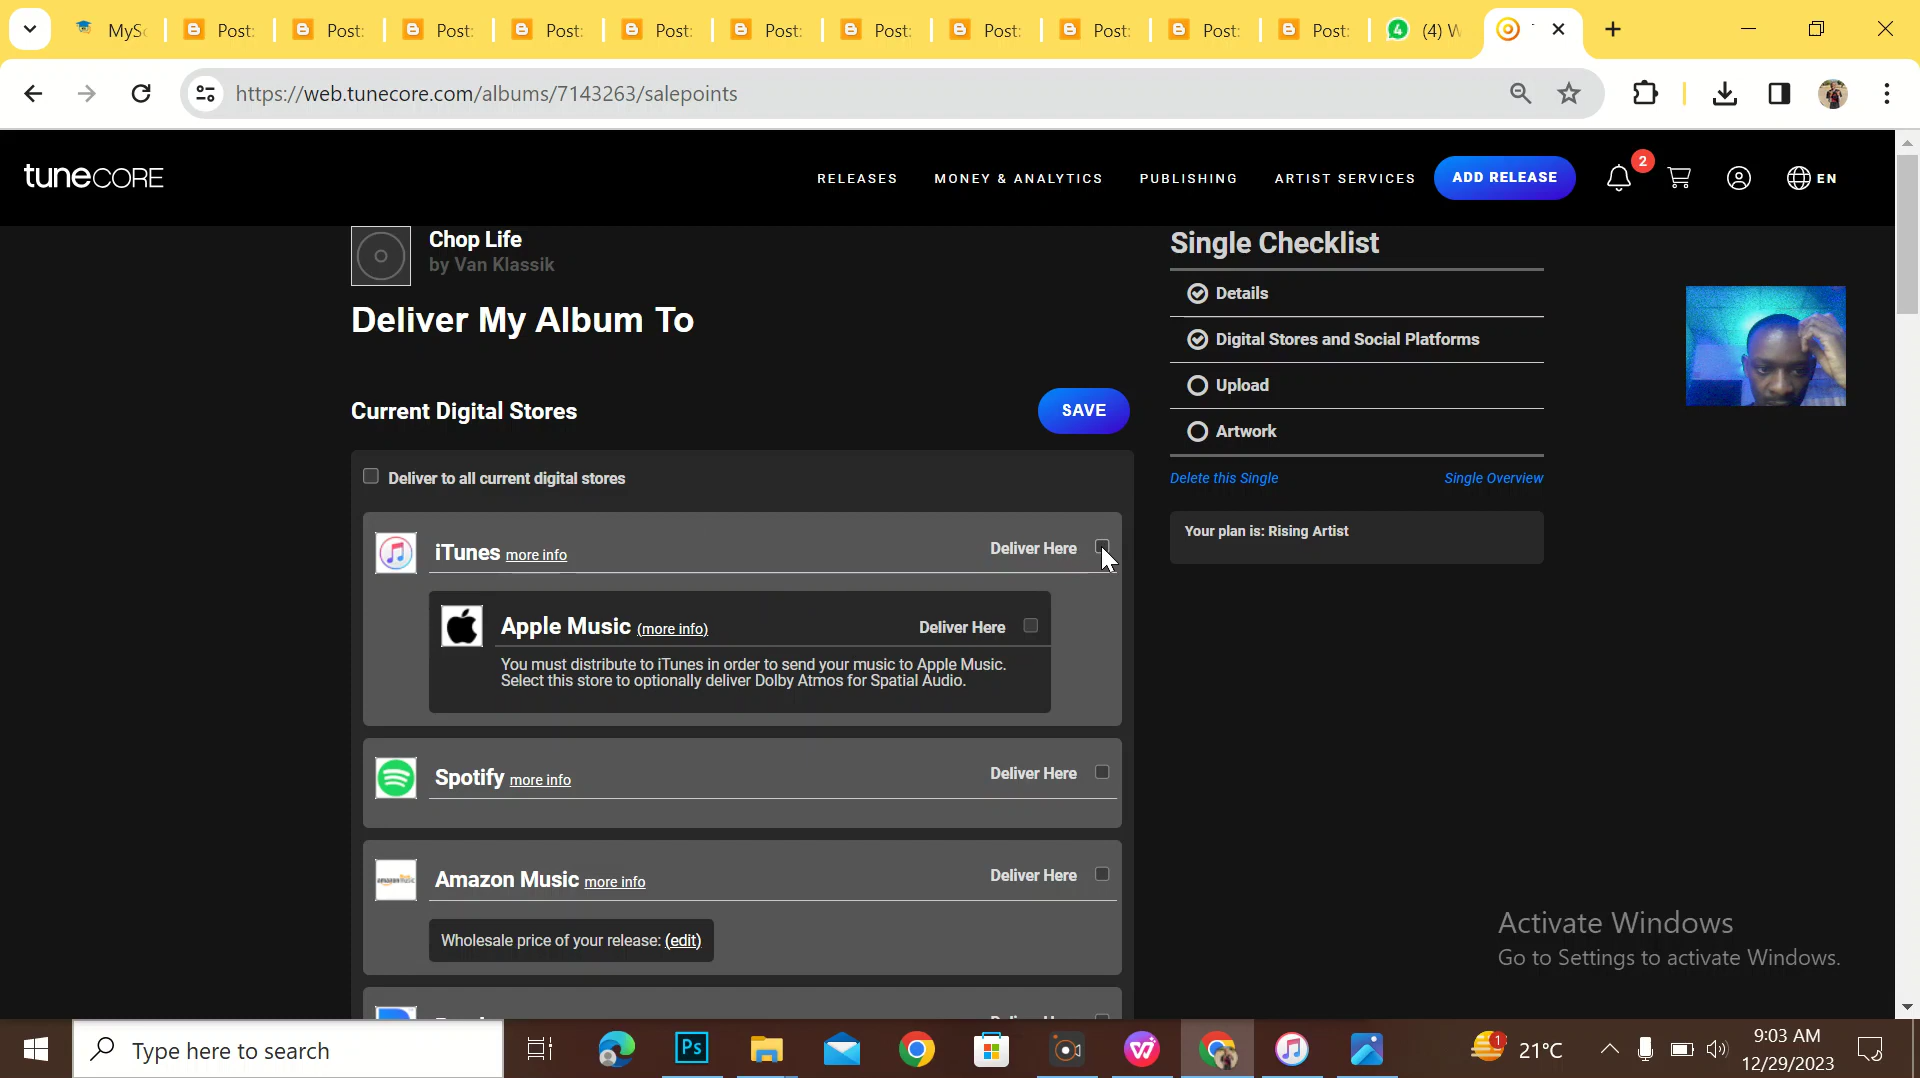 MyS
Post:
Post:
Post:
Post:
Post:
Post:
Post:
Post:
Post:
Post:
Post:
(4) W
https://web.tunecore.com/albums/7143263/salepoints
tunecore
RELEASES
MONEY & ANALYTICS
PUBLISHING
ARTIST SERVICES
ADD RELEASE
2
EN
Chop Life
by Van Klassik
Deliver My Album To
Current Digital Stores
SAVE
Deliver to all current digital stores
iTunes more info
Deliver Here
Apple Music (more info)
Deliver Here
You must distribute to iTunes in order to send your music to Apple Music.
Select this store to optionally deliver Dolby Atmos for Spatial Audio.
Spotify more info
Deliver Here
Amazon Music more info
Deliver Here
Wholesale price of your release: (edit)
Single Checklist
Details
Digital Stores and Social Platforms
Upload
Artwork
Delete this Single
Single Overview
Your plan is: Rising Artist
Activate Windows
Go to Settings to activate Windows.
Type here to search
Ps
1
21°C
9:03 AM
12/29/2023